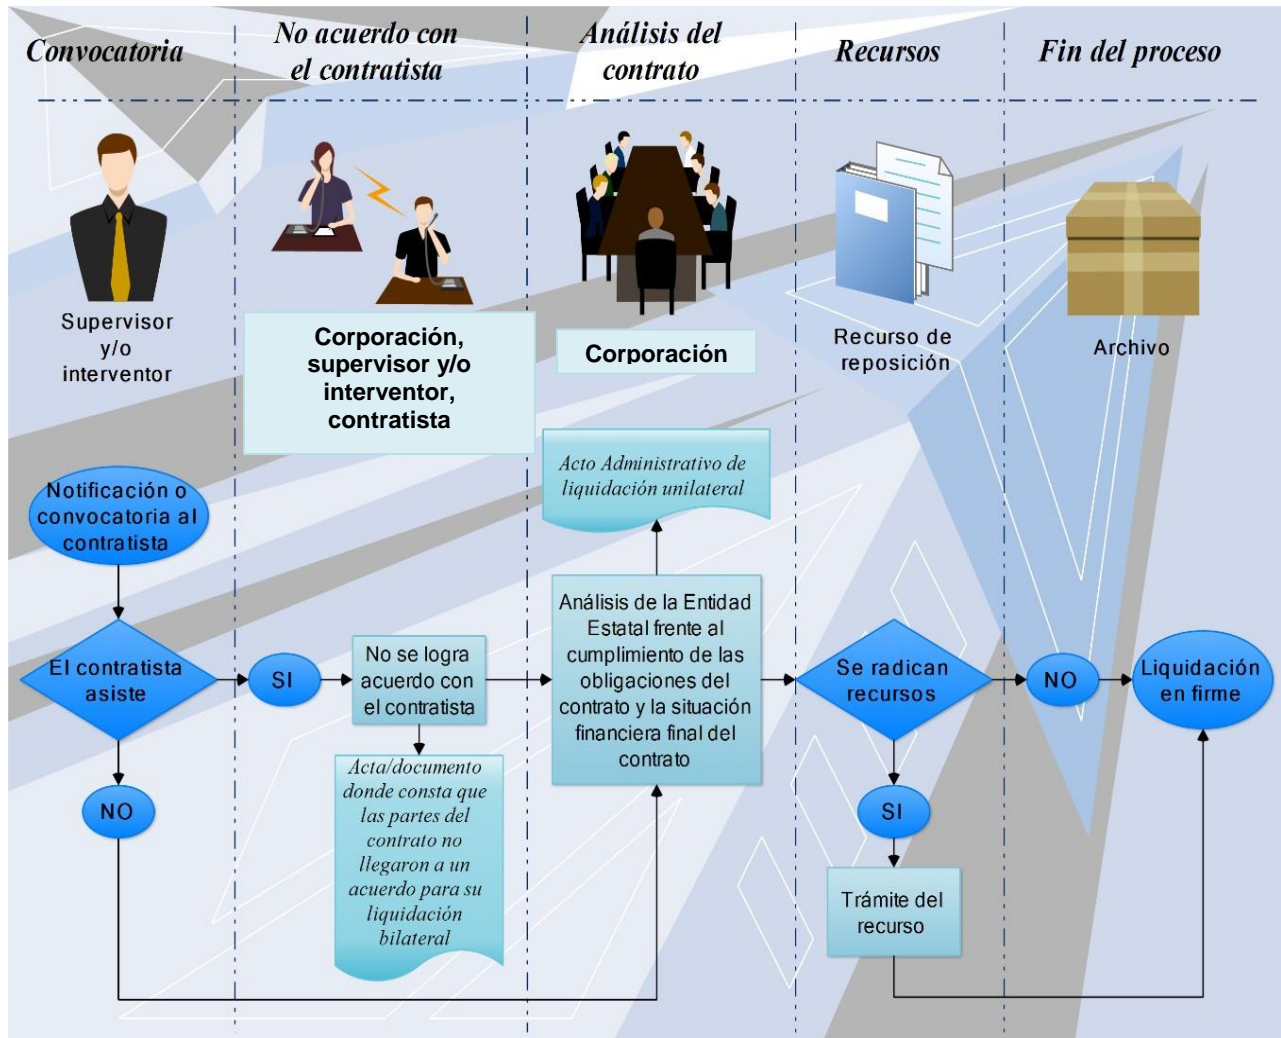 Convocatoria
No acuerdo con
el contratista
Análisis del
contrato
Recursos
Fin del proceso
Supervisor
y/o
interventor
Corporación,
supervisor y/o
interventor,
contratista
Corporación
Recurso de
reposición
Archivo
Notificación o
convocatoria al
contratista
El contratista
asiste
SI
NO
No se logra
acuerdo con
el contratista
Acta/documento
donde consta que
las partes del
contrato no
llegaron a un
acuerdo para su
liquidación
bilateral
Acto Administrativo de
liquidación unilateral
Análisis de la Entidad
Estatal frente al
cumplimiento de las
obligaciones del
contrato y la situación
financiera final del
contrato
Se radican
recursos
SI
Trámite del
recurso
NO
Liquidación
en firme